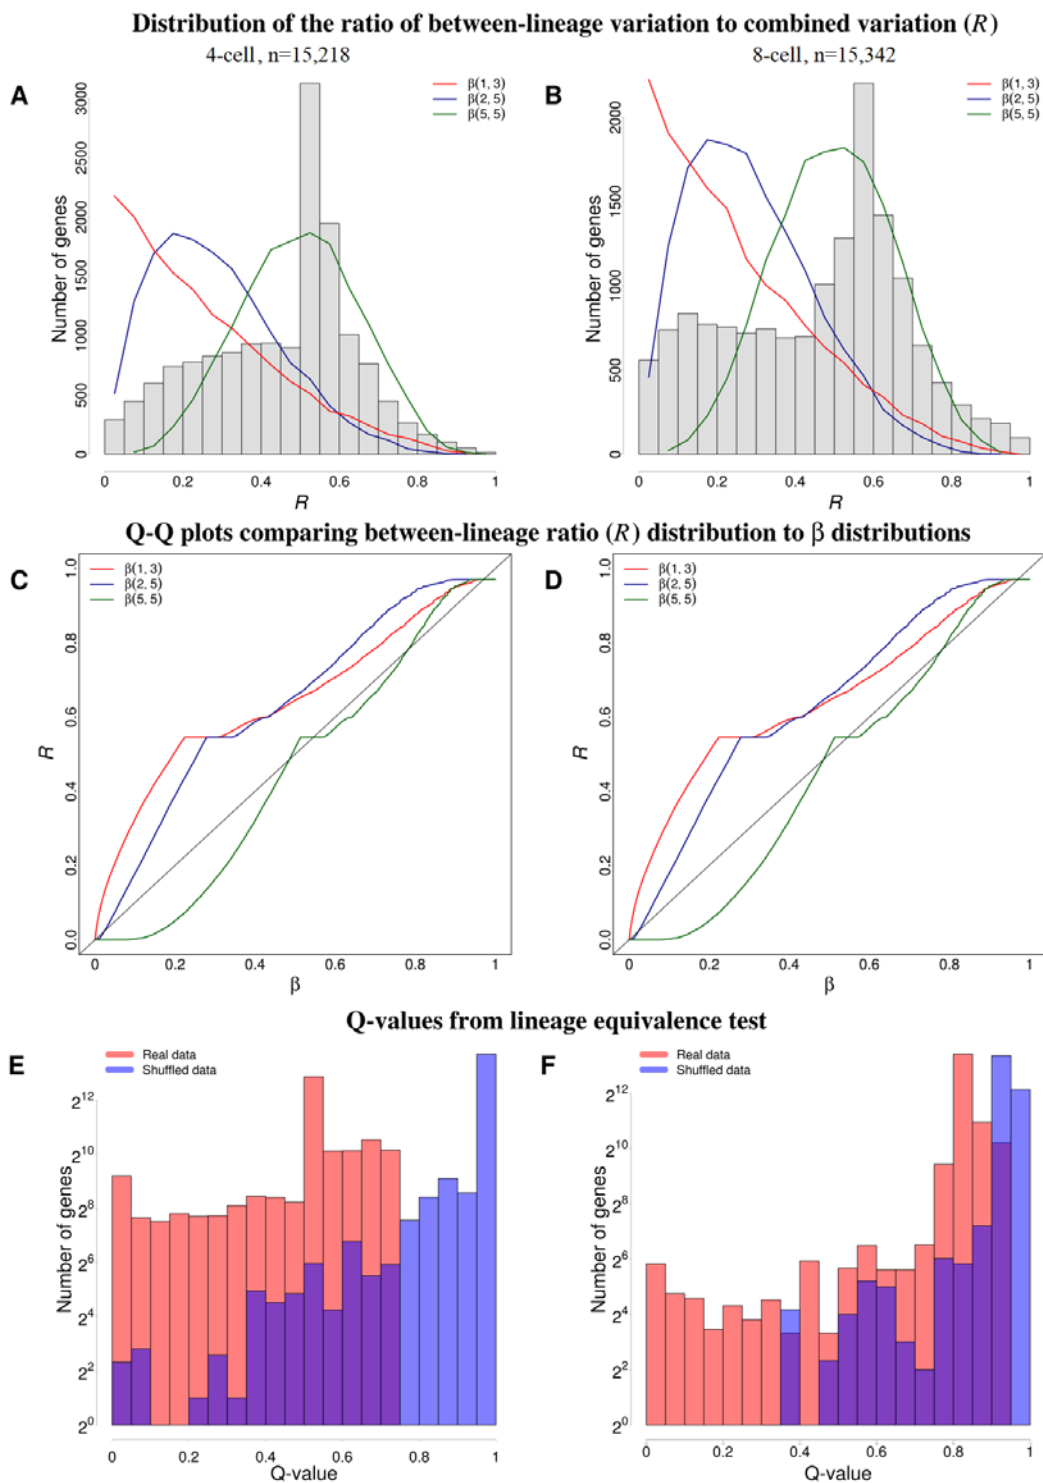 Distribution of the ratio of between-lineage variation to combined variation (R)
4-cell, n=15,218
8-cell, n=15,342
A
β(1, 3)
β(2, 5)
β(5, 5)
Number of genes
3000
2500
2000
1500
1000
500
0
0 0.2 0.4 0.6 0.8 1
R
B
β(1, 3)
β(2, 5)
β(5, 5)
Number of genes
2000
1500
1000
500
0
0 0.2 0.4 0.6 0.8 1
R
Q-Q plots comparing between-lineage ratio (R) distribution to β distributions
C
β(1, 3)
β(2, 5)
β(5, 5)
R
1.0
0.8
0.6
0.4
0.2
0.0
0 0.2 0.4 0.6 0.8 1
β
D
β(1, 3)
β(2, 5)
β(5, 5)
R
1.0
0.8
0.6
0.4
0.2
0.0
0 0.2 0.4 0.6 0.8 1
β
Q-values from lineage equivalence test
E
Real data
Shuffled data
Number of genes
2^12
2^10
2^8
2^6
2^4
2^2
2^0
0 0.2 0.4 0.6 0.8 1
Q-value
F
Real data
Shuffled data
Number of genes
2^12
2^10
2^8
2^6
2^4
2^2
2^0
0 0.2 0.4 0.6 0.8 1
Q-value